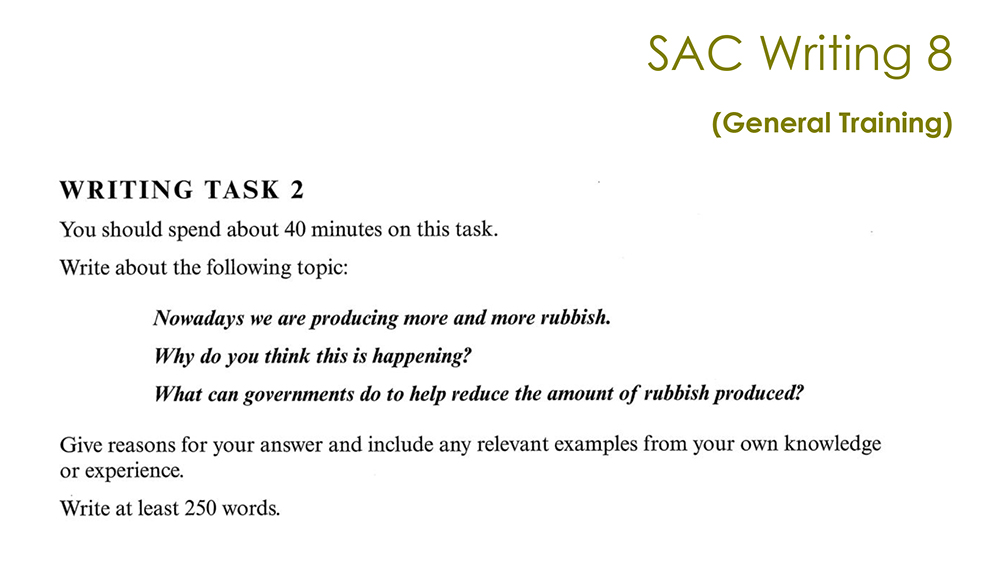 SAC Writing 8
(General Training)
WRITING TASK 2
You should spend about 40 minutes on this task.
Write about the following topic:
Nowadays we are producing more and more rubbish.
Why do you think this is happening?
What can governments do to help reduce the amount of rubbish produced?
Give reasons for your answer and include any relevant examples from your own knowledge
or experience.
Write at least 250 words.